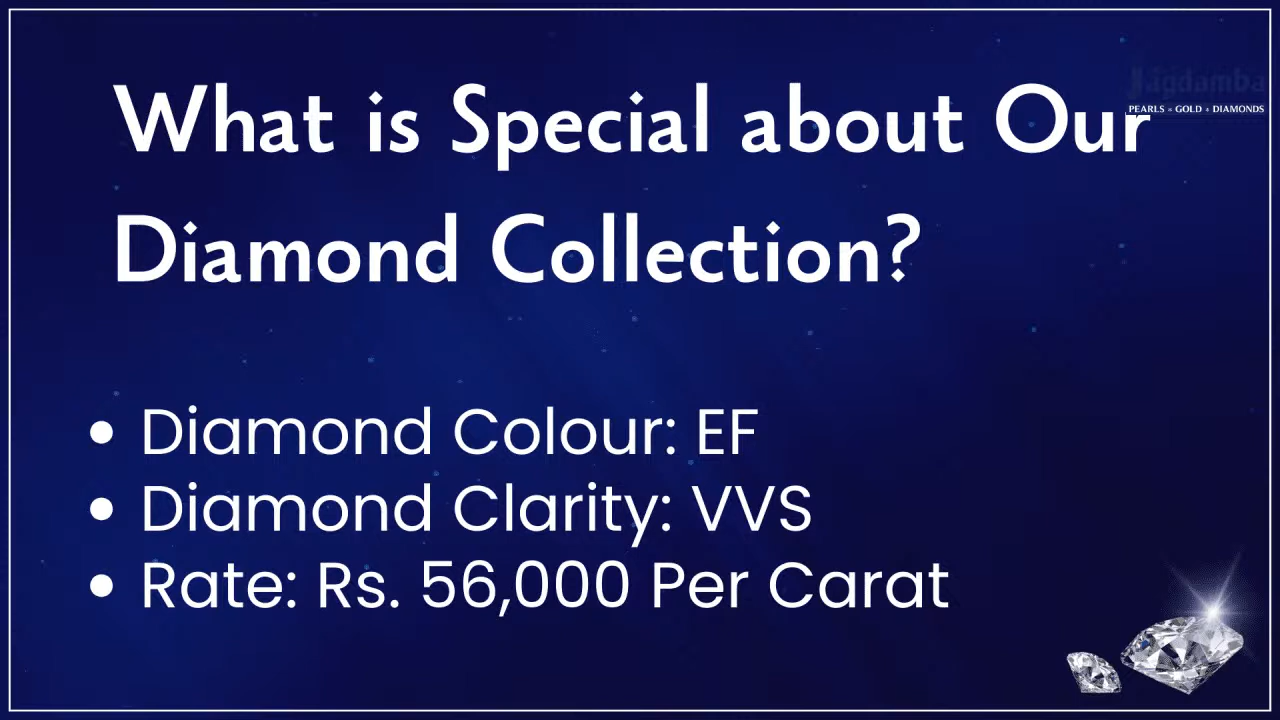 Jagdamba
PEARLS GOLD DIAMONDS
What is Special about Our
Diamond Collection?
• Diamond Colour: EF
• Diamond Clarity: VVS
• Rate: Rs. 56,000 Per Carat